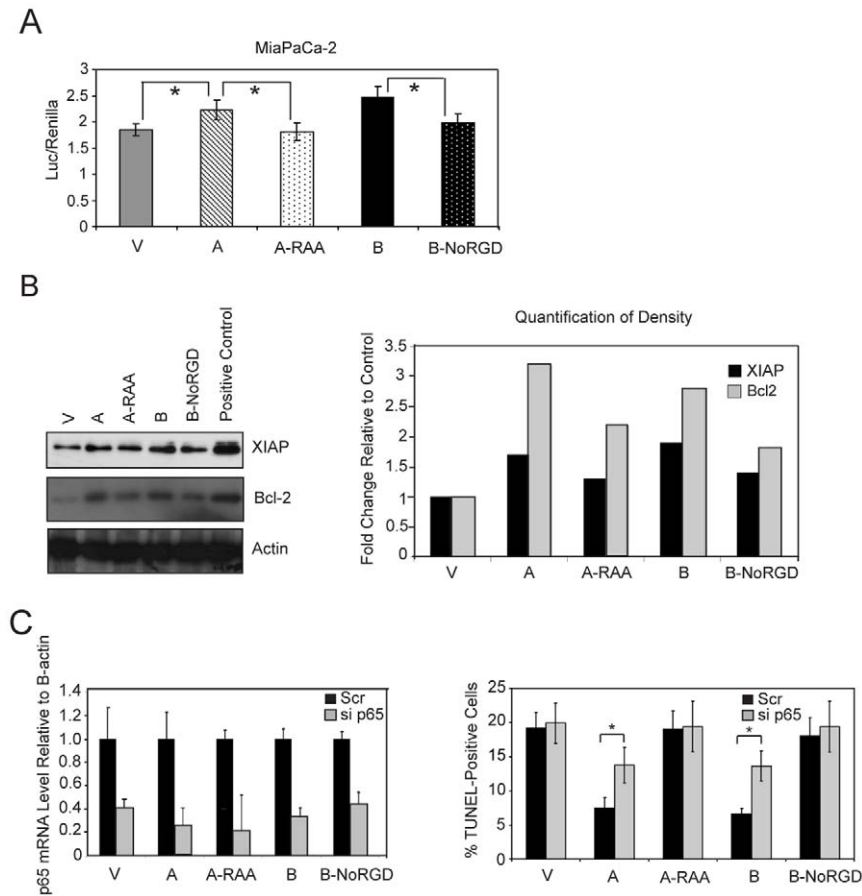 A
MiaPaCa-2
Luc/Renilla
3
2.5
2
1.5
1
0.5
0
* * *
V A A-RAA B B-NoRGD
B
V A A-RAA B B-NoRGD Positive Control
XIAP
Bcl-2
Actin
Quantification of Density
Fold Change Relative to Control
3.5
3
2.5
2
1.5
1
0.5
0
XIAP
Bcl2
V A A-RAA B B-NoRGD
C
p65 mRNA Level Relative to B-actin
1.4
1.2
1.0
0.8
0.6
0.4
0.2
0
Scr
si p65
V A A-RAA B B-NoRGD
% TUNEL-Positive Cells
25
20
15
10
5
0
Scr
si p65
* *
V A A-RAA B B-NoRGD